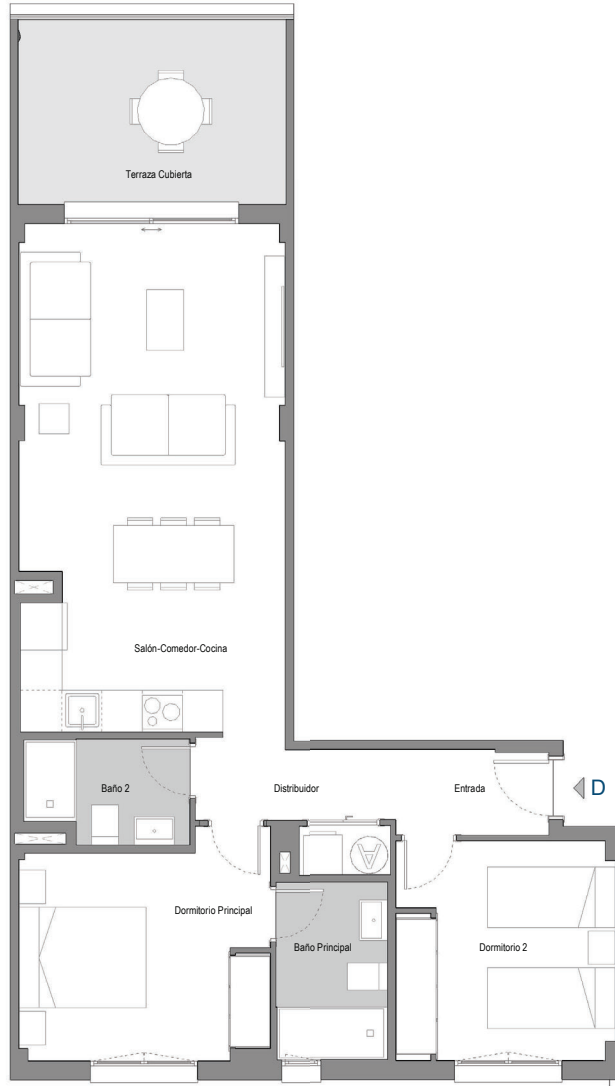 Terraza Cubierta
Salón-Comedor-Cocina
Baño 2
Distribuidor
Entrada
D
A
Dormitorio Principal
Baño Principal
Dormitorio 2